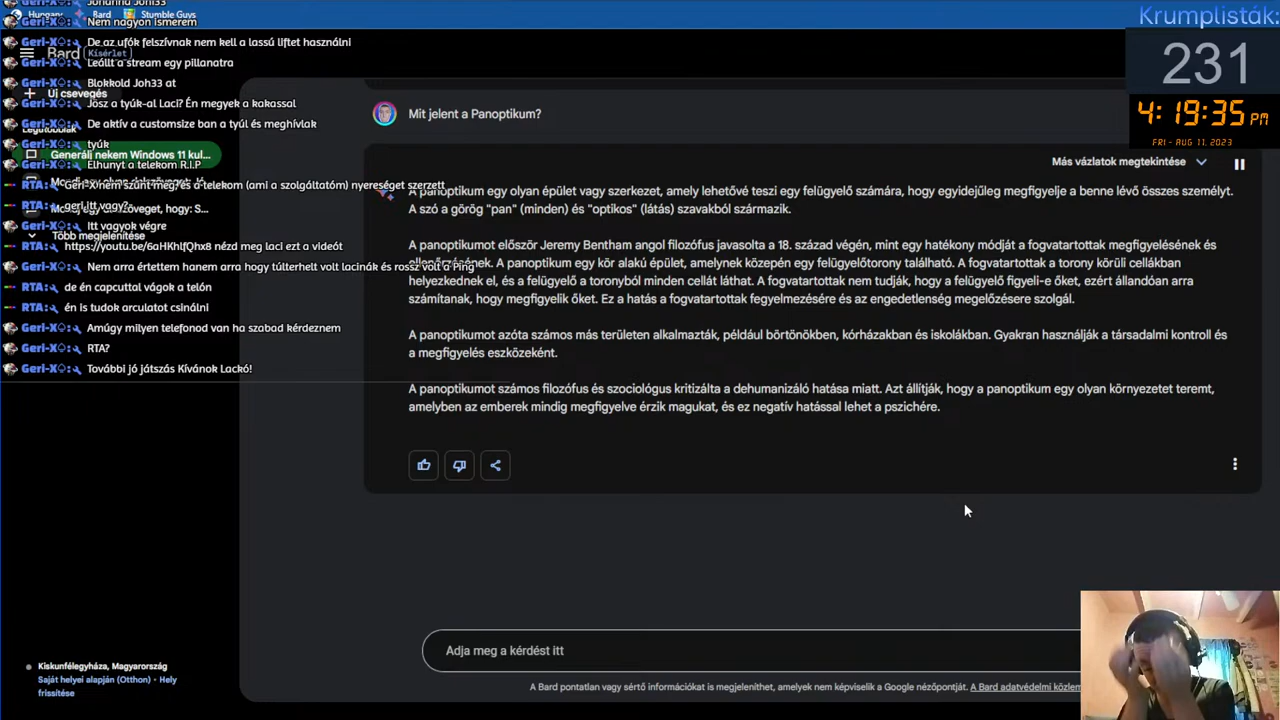 Krumplisták:
231
4:19:35 PM
FRI - AUG 11, 2023
Hungary
Bard
Stumble Guys
Bard
Kísérlet
Új csevegés
Legutóbbiak
Generálj nekem Windows 11 kul...
Több megjelenítése
Geri-X: Johanna Joh33
Geri-X: Nem nagyon ismerem
Geri-X: De az ufók felszívnak nem kell a lassú liftet használni
Geri-X: Leállt a stream egy pillanatra
Geri-X: Blokkold Joh33 at
Geri-X: Jösz a tyúk-al Laci? Én megyek a kakassal
Geri-X: De aktív a customsize ban a tyúl és meghívlak
Geri-X: tyúk
Geri-X: Elhunyt a telekom R.I.P
RTA: Geri-X nem szűnt meg és a telekom (ami a szolgáltatóm) nyereséget szerzett
RTA: geri itt vagy?
Geri-X: Itt vagyok végre
RTA: https://youtu.be/6aHKhlfQhx8 nézd meg laci ezt a videót
Geri-X: Nem arra értettem hanem arra hogy túlterhelt volt lacinák és rossz volt a Ping
RTA: de én capcuttal vágok a telón
RTA: én is tudok arculatot csinálni
Geri-X: Amúgy milyen telefonod van ha szabad kérdeznem
Geri-X: RTA?
Geri-X: További jó játszás Kívánok Lackó!
Mit jelent a Panoptikum?
Más vázlatok megtekintése
A panoptikum egy olyan épület vagy szerkezet, amely lehetővé teszi egy felügyelő számára, hogy egyidejűleg megfigyelje a benne lévő összes személyt.
A szó a görög "pan" (minden) és "optikos" (látás) szavakból származik.
A panoptikumot először Jeremy Bentham angol filozófus javasolta a 18. század végén, mint egy hatékony módját a fogvatartottak megfigyelésének és
ellenőrzésének. A panoptikum egy kör alakú épület, amelynek közepén egy felügyelőtorony található. A fogvatartottak a torony körüli cellákban
helyezkednek el, és a felügyelő a toronyból minden cellát láthat. A fogvatartottak nem tudják, hogy a felügyelő figyeli-e őket, ezért állandóan arra
számítanak, hogy megfigyelik őket. Ez a hatás a fogvatartottak fegyelmezésére és az engedetlenség megelőzésére szolgál.
A panoptikumot azóta számos más területen alkalmazták, például börtönökben, kórházakban és iskolákban. Gyakran használják a társadalmi kontroll és
a megfigyelés eszközeként.
A panoptikumot számos filozófus és szociológus kritizálta a dehumanizáló hatása miatt. Azt állítják, hogy a panoptikum egy olyan környezetet teremt,
amelyben az emberek mindig megfigyelve érzik magukat, és ez negatív hatással lehet a pszichére.
Adja meg a kérdést itt
A Bard pontatlan vagy sértő információkat is megjeleníthet, amelyek nem képviselik a Google nézőpontját. A Bard adatvédelmi közlem
Kiskunfélegyháza, Magyarország
Saját helyei alapján (Otthon) - Hely
frissítése